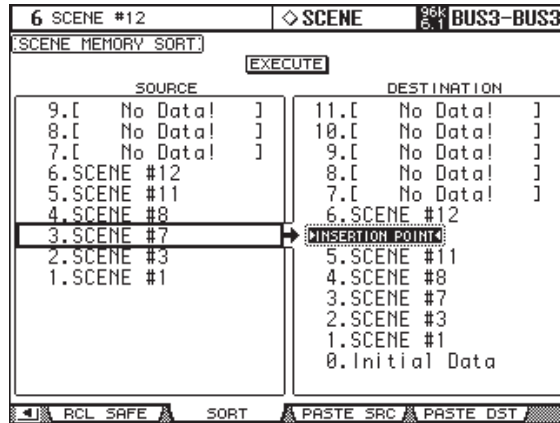 6 SCENE #12 ◇ SCENE 96k 6.1 BUS3-BUS3
SCENE MEMORY SORT
EXECUTE
SOURCE
9.[ No Data! ]
8.[ No Data! ]
7.[ No Data! ]
6.SCENE #12
5.SCENE #11
4.SCENE #8
3.SCENE #7
2.SCENE #3
1.SCENE #1
DESTINATION
11.[ No Data! ]
10.[ No Data! ]
9.[ No Data! ]
8.[ No Data! ]
7.[ No Data! ]
6.SCENE #12
INSERTION POINT
5.SCENE #11
4.SCENE #8
3.SCENE #7
2.SCENE #3
1.SCENE #1
0.Initial Data
RCL SAFE SORT PASTE SRC PASTE DST